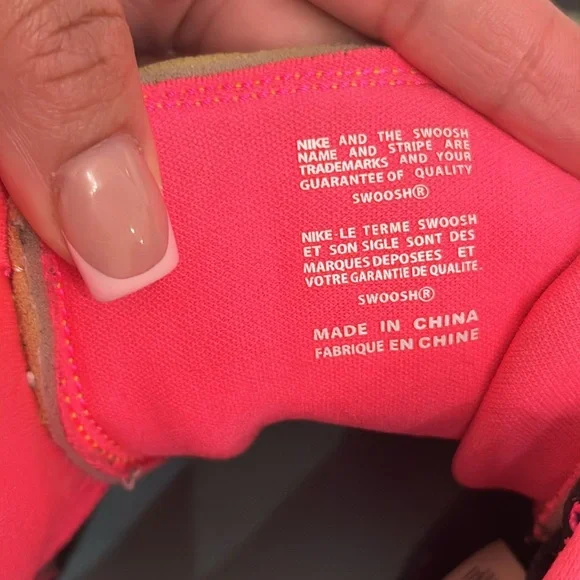 NIKE AND THE SWOOSH
NAME AND STRIPE ARE
TRADEMARKS AND YOUR
GUARANTEE OF QUALITY
SWOOSH®
NIKE-LE TERME SWOOSH
ET SON SIGLE SONT DES
MARQUES DEPOSÉES ET
VOTRE GARANTIE DE QUALITE.
SWOOSH®
MADE IN CHINA
FABRIQUE EN CHINE